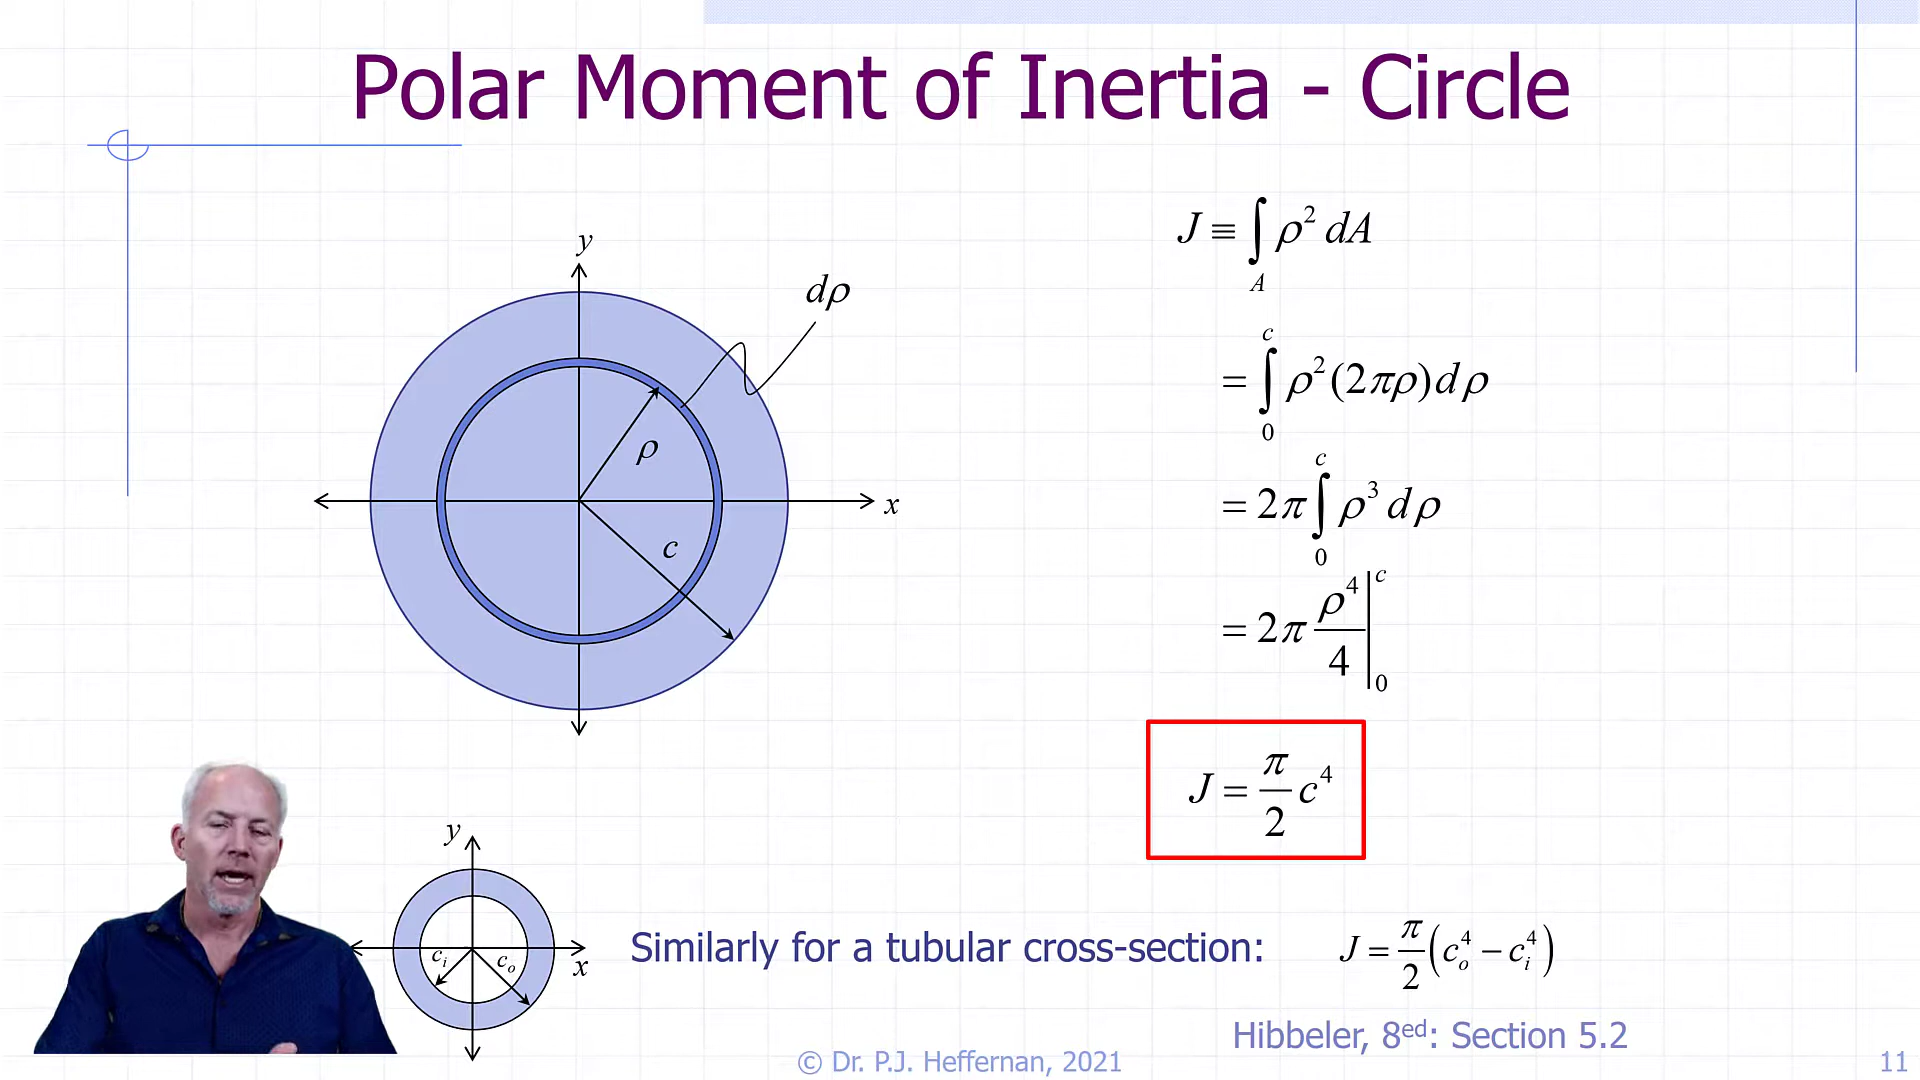 Polar Moment of Inertia - Circle
y
dρ
ρ
c
x
J ≡ ∫_A ρ² dA
= ∫_0^c ρ² (2πρ) dρ
= 2π ∫_0^c ρ³ dρ
= 2π ρ⁴/4 |_0^c
J = π/2 c⁴
y
c_i
c_o
x
Similarly for a tubular cross-section:
J = π/2 (c_o⁴ − c_i⁴)
Hibbeler, 8ᵉᵈ: Section 5.2
© Dr. P.J. Heffernan, 2021
11